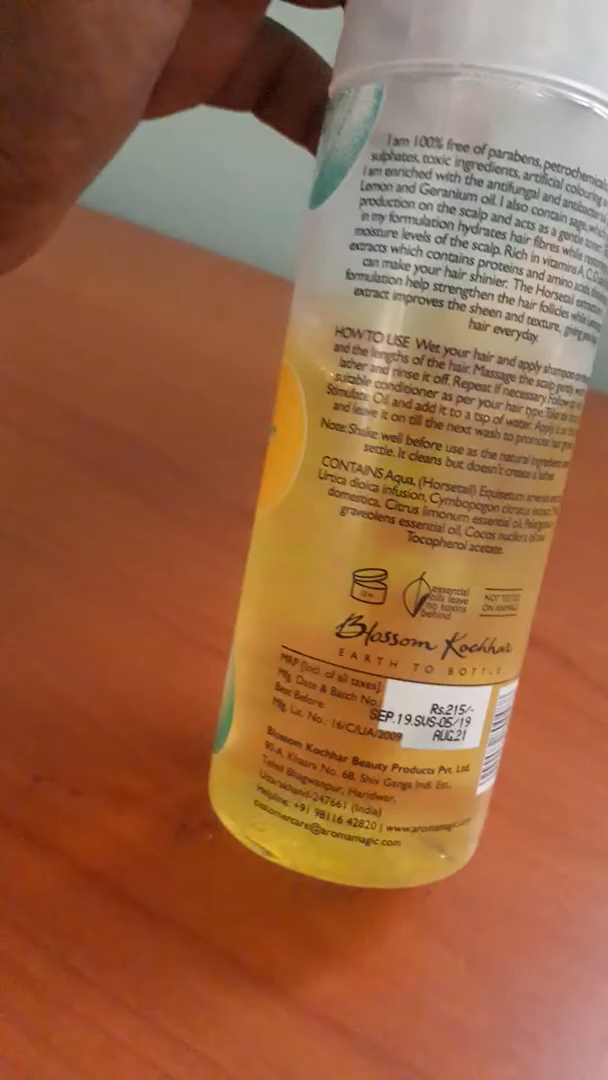 I am 100% free of parabens, petrochemicals
sulphates, toxic ingredients, artificial colouring
I am enriched with the antifungal and antibacterial
Lemon and Geranium oil. I also contain sage, which
production on the scalp and acts as a gentle
in my formulation hydrates hair fibres while
moisture levels of the scalp. Rich in vitamins A, C,
extracts which contains proteins and amino acids,
can make your hair shinier. The Horsetail
formulation help strengthen the hair follicles while
extract improves the sheen and texture, giving you
hair everyday.
HOW TO USE Wet your hair and apply shampoo on
and the lengths of the hair. Massage the scalp gently
lather and rinse it off. Repeat if necessary. Follow
suitable conditioner as per your hair type. Take
Stimulate Oil and add it to a tsp of water. Apply
and leave it on till the next wash to promote hair
Note: Shake well before use as the natural ingredients
settle. It cleans but doesn't create a lather.
CONTAINS Aqua, (Horsetail) Equisetum arvense
Urtica dioica infusion, Cymbopogon citratus
domestica, Citrus limonum essential oil,
graveolens essential oil, Cocos nucifera
Tocopherol acetate.
essential
oils leave
no toxins
behind
NOT TESTED
ON ANIMALS
Blossom Kochhar
EARTH TO BOTTLE
MRP [Incl. of all taxes]: Rs.215/-
Mfg. Date & Batch No.: SEP.19.SUS-05/19
Best Before: AUG.21
Mfg. Lic. No.: 16/C/UA/2009
Blossom Kochhar Beauty Products Pvt. Ltd.
Khasra No. 68, Shiv Ganga Indl Est.,
Tehsil Bhagwanpur, Haridwar,
Uttarakhand-247661 (India)
Helpline: +91 98116 42820 | www.aromamagic.com
customercare@aromamagic.com